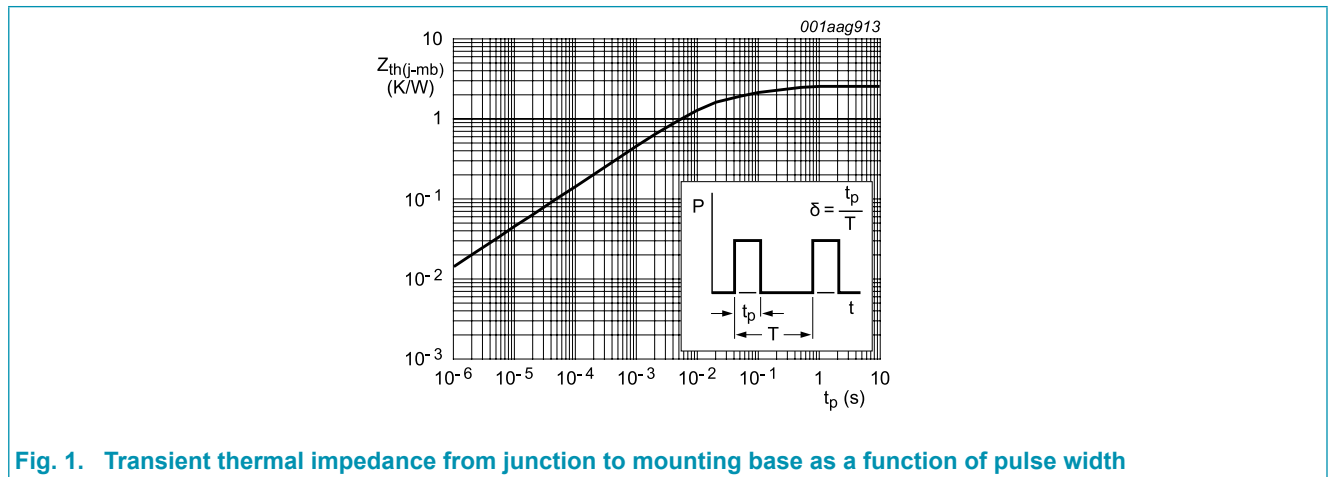 001aag913
10
Zth(j-mb)
(K/W)
1
10-1
10-2
10-3
P
δ = tp
T
tp
T
t
10-6 10-5 10-4 10-3 10-2 10-1 1 10
tp (s)
Fig. 1. Transient thermal impedance from junction to mounting base as a function of pulse width